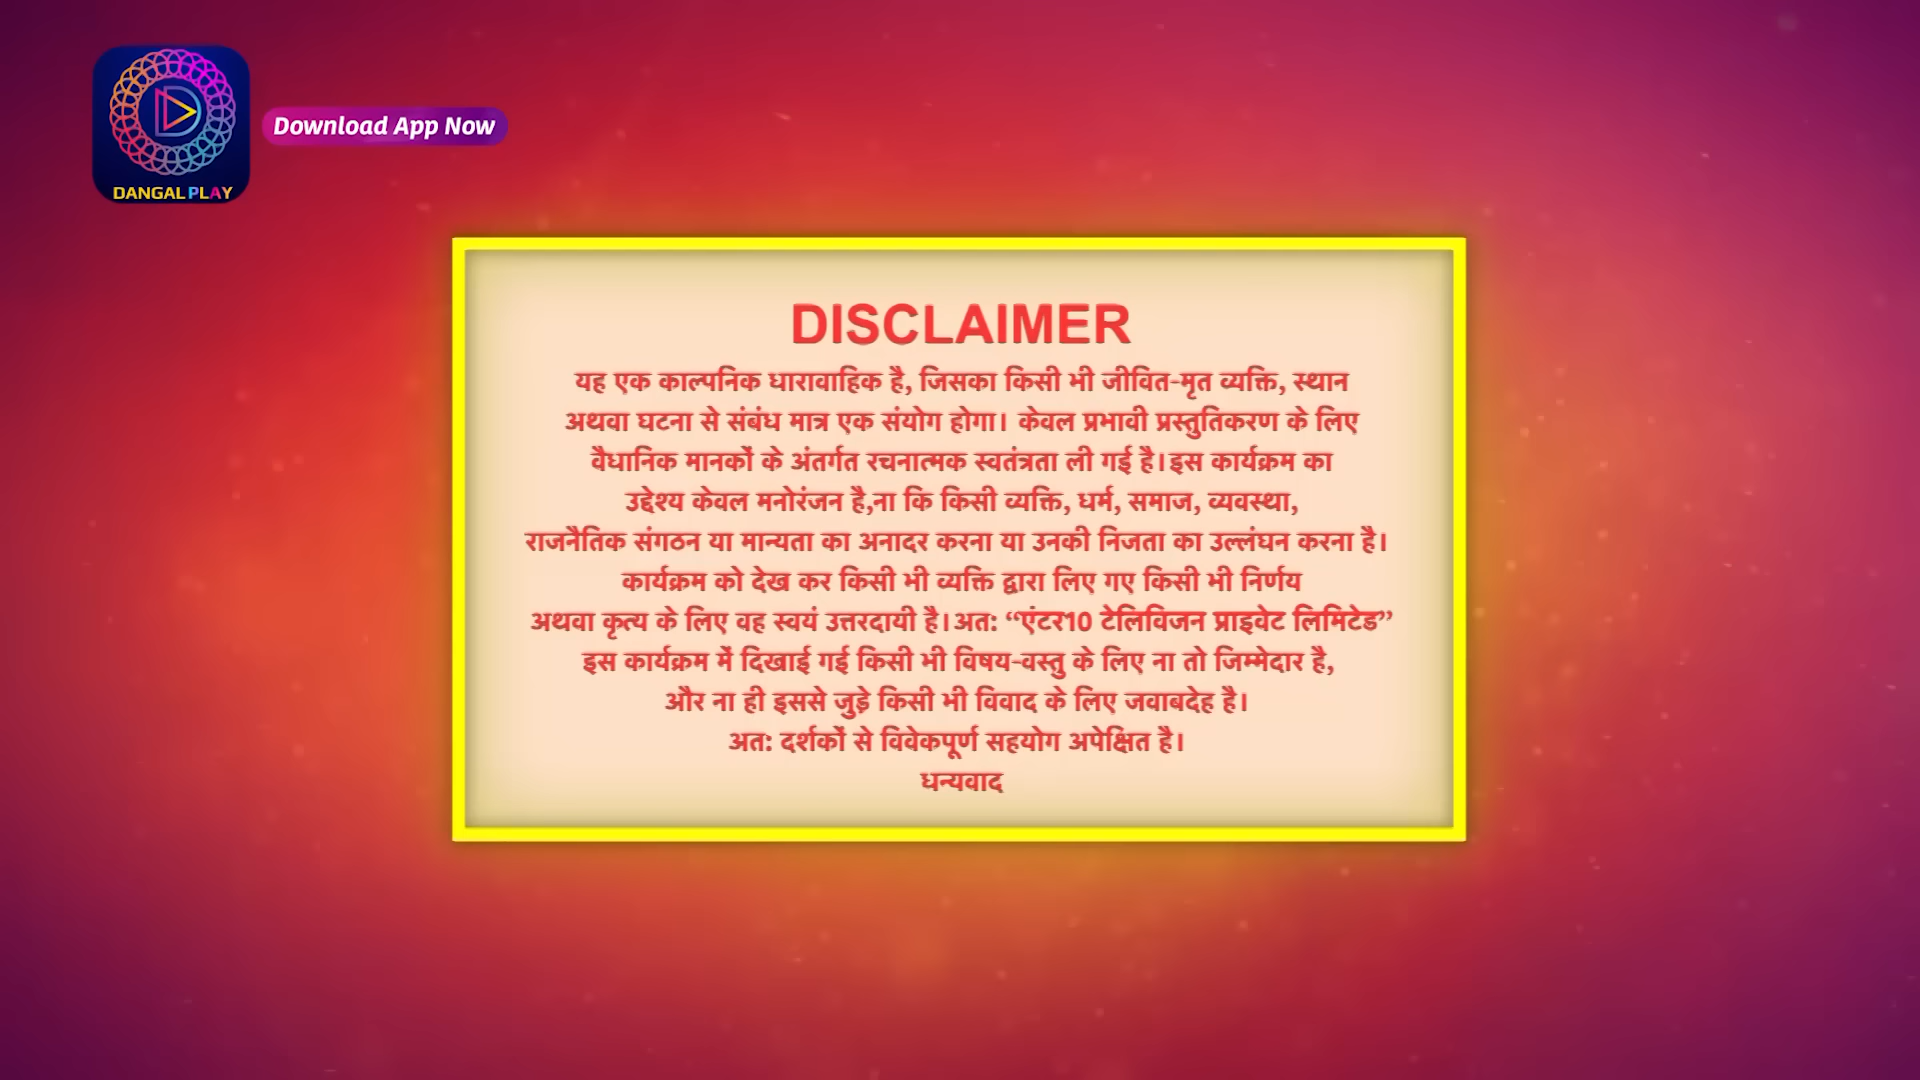 DANGAL PLAY
Download App Now
DISCLAIMER
यह एक काल्पनिक धारावाहिक है, जिसका किसी भी जीवित-मृत व्यक्ति, स्थान
अथवा घटना से संबंध मात्र एक संयोग होगा। केवल प्रभावी प्रस्तुतिकरण के लिए
वैधानिक मानकों के अंतर्गत रचनात्मक स्वतंत्रता ली गई है। इस कार्यक्रम का
उद्देश्य केवल मनोरंजन है,ना कि किसी व्यक्ति, धर्म, समाज, व्यवस्था,
राजनैतिक संगठन या मान्यता का अनादर करना या उनकी निजता का उल्लंघन करना है।
कार्यक्रम को देख कर किसी भी व्यक्ति द्वारा लिए गए किसी भी निर्णय
अथवा कृत्य के लिए वह स्वयं उत्तरदायी है। अत: “एंटर10 टेलिविजन प्राइवेट लिमिटेड”
इस कार्यक्रम में दिखाई गई किसी भी विषय-वस्तु के लिए ना तो जिम्मेदार है,
और ना ही इससे जुड़े किसी भी विवाद के लिए जवाबदेह है।
अत: दर्शकों से विवेकपूर्ण सहयोग अपेक्षित है।
धन्यवाद